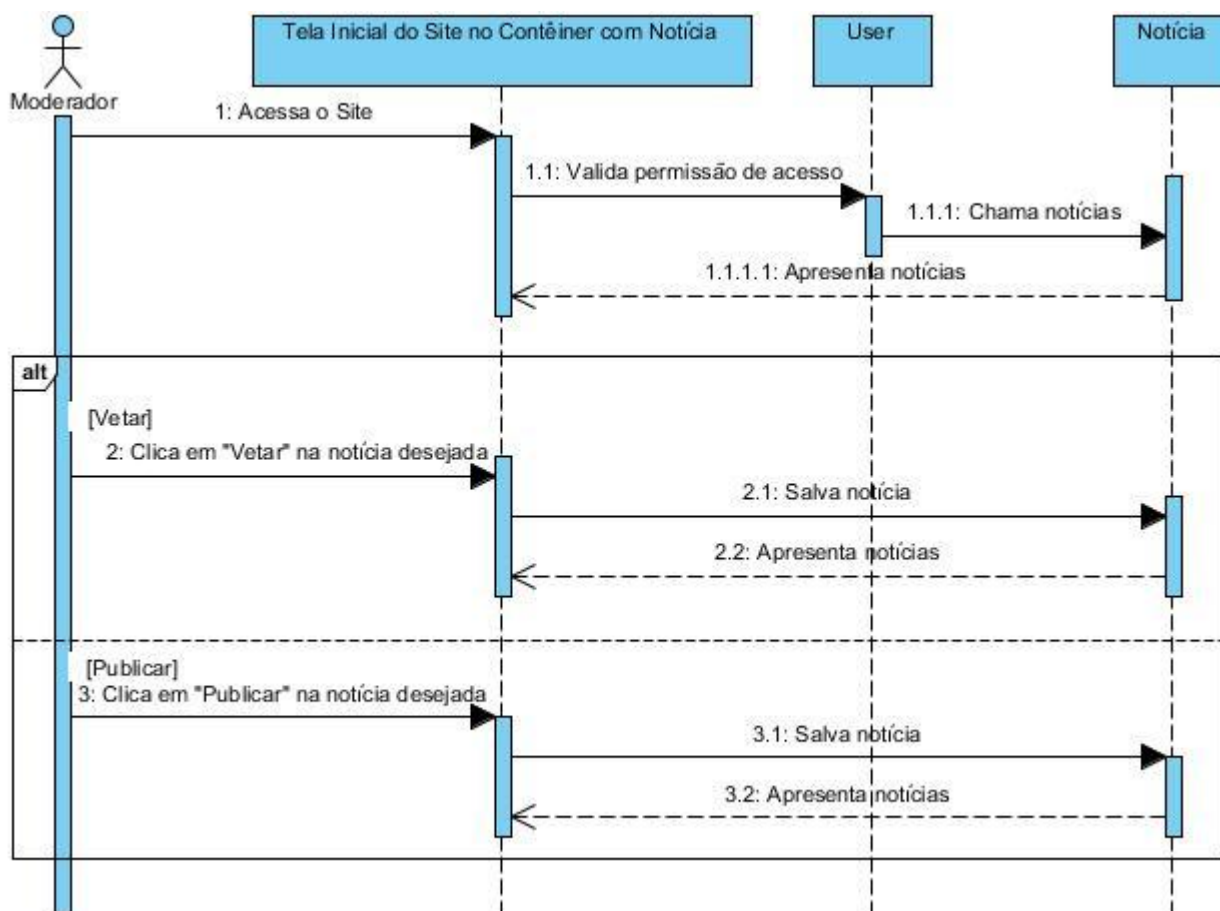 Tela Inicial do Site no Contêiner com Notícia
User
Notícia
Moderador
1: Acessa o Site
1.1: Valida permissão de acesso
1.1.1: Chama notícias
1.1.1.1: Apresenta notícias
alt
[Vetar]
2: Clica em "Vetar" na notícia desejada
2.1: Salva notícia
2.2: Apresenta notícias
[Publicar]
3: Clica em "Publicar" na notícia desejada
3.1: Salva notícia
3.2: Apresenta notícias